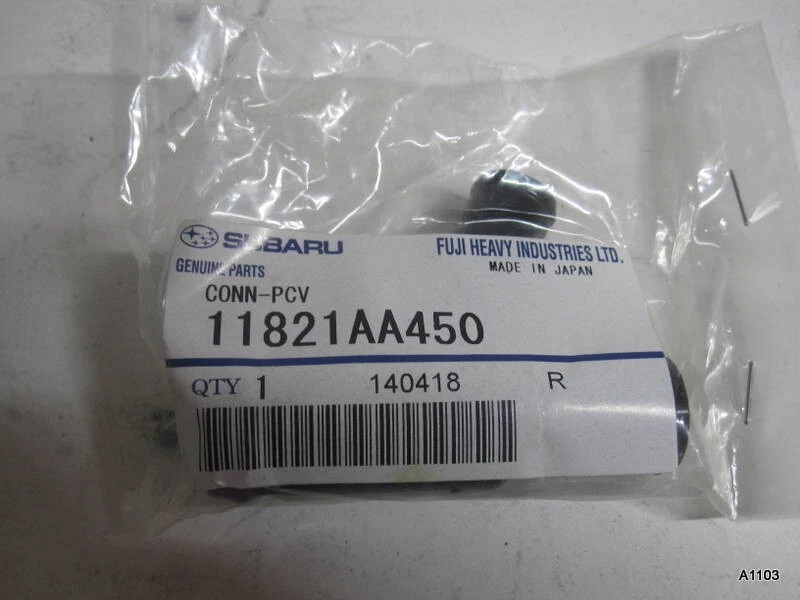 SUBARU
FUJI HEAVY INDUSTRIES LTD.
GENUINE PARTS
MADE IN JAPAN
CONN-PCV
11821AA450
QTY 1 140418 R
A1103